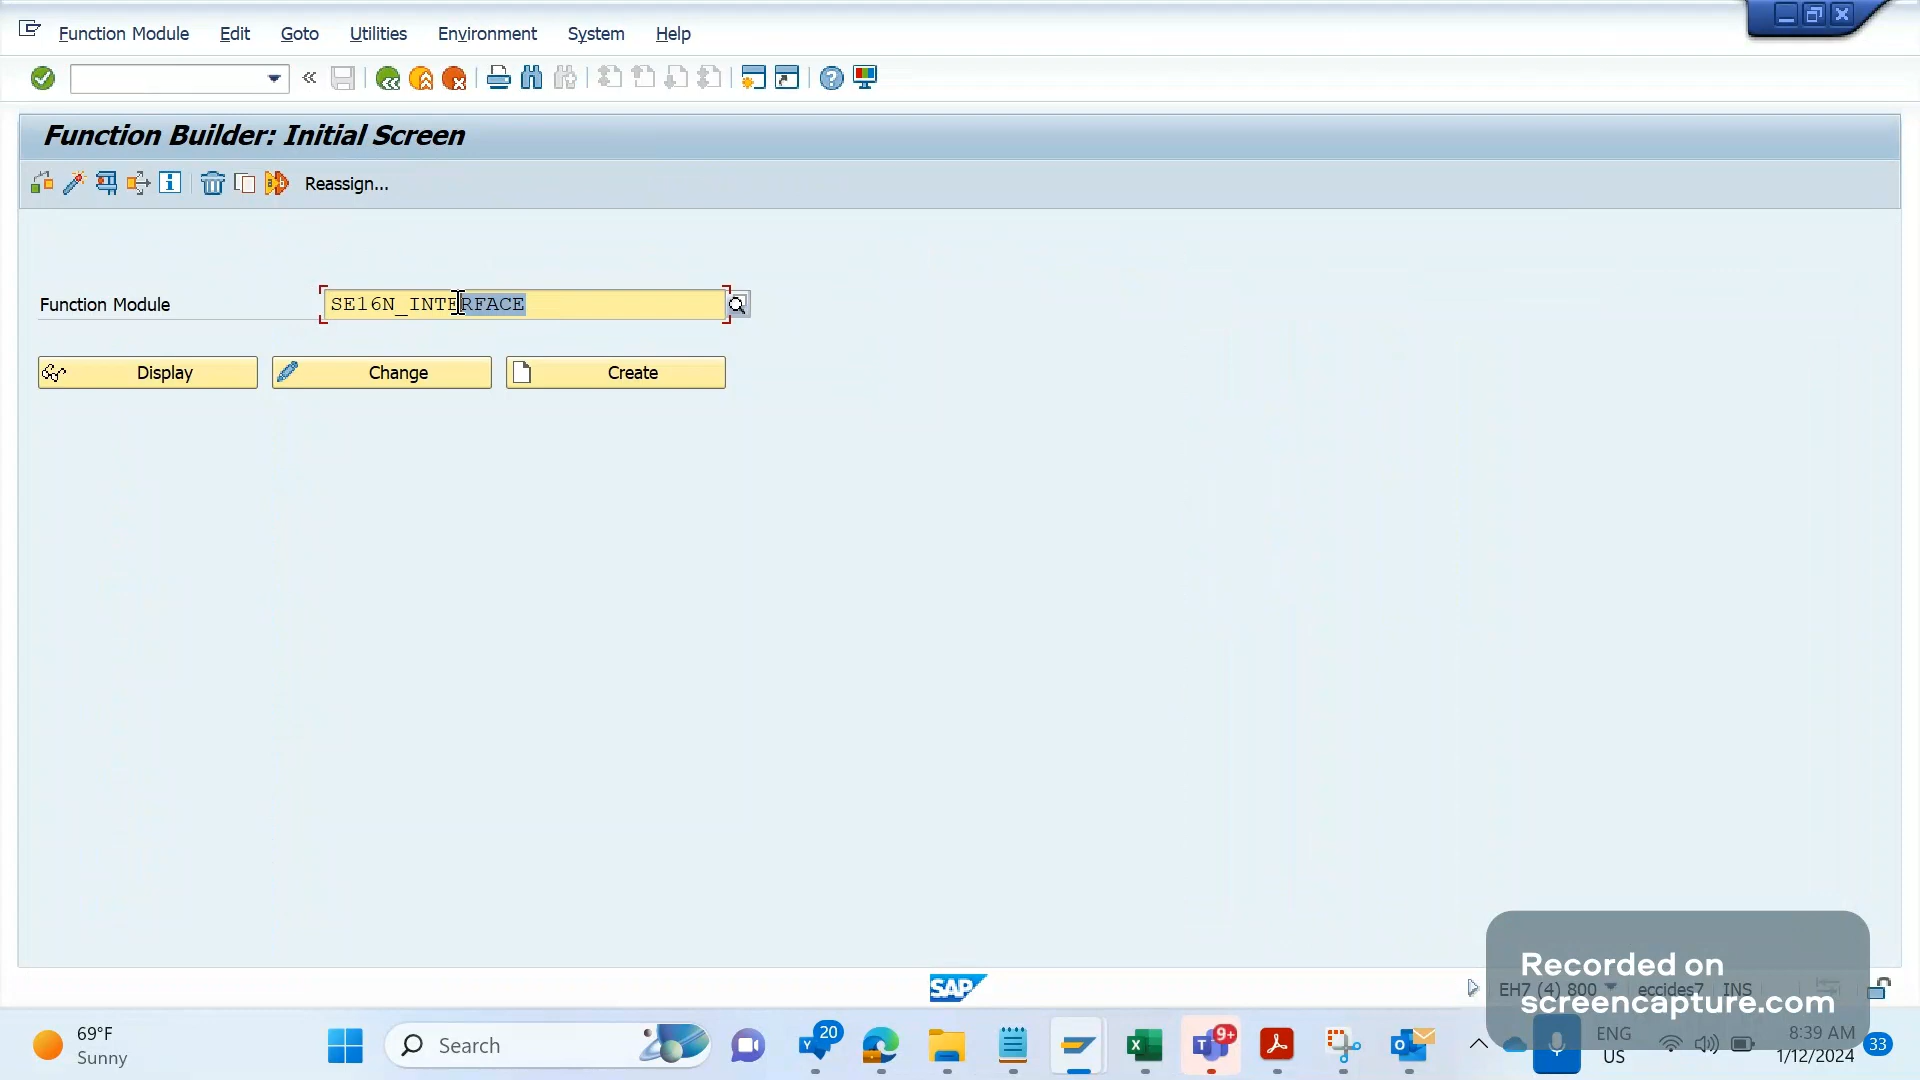 Function Module Edit Goto Utilities Environment System Help
Function Builder: Initial Screen
Reassign...
Function Module SE16N_INTERFACE
Display Change Create
SAP
EH7 (4) 800 eccides7 INS
Recorded on
screencapture.com
69°F
Sunny
Search
20
9+
ENG
US
8:39 AM
1/12/2024
33